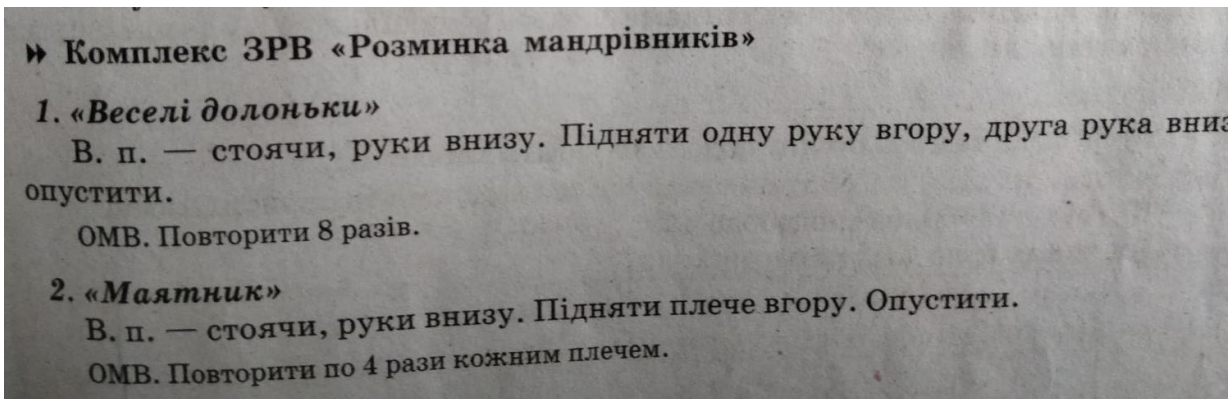 » Комплекс ЗРВ «Розминка мандрівників»
1. «Веселі долоньки»
В. п. — стоячи, руки внизу. Підняти одну руку вгору, друга рука
опустити.
ОМВ. Повторити 8 разів.
2. «Маятник»
В. п. — стоячи, руки внизу. Підняти плече вгору. Опустити.
ОМВ. Повторити по 4 рази кожним плечем.